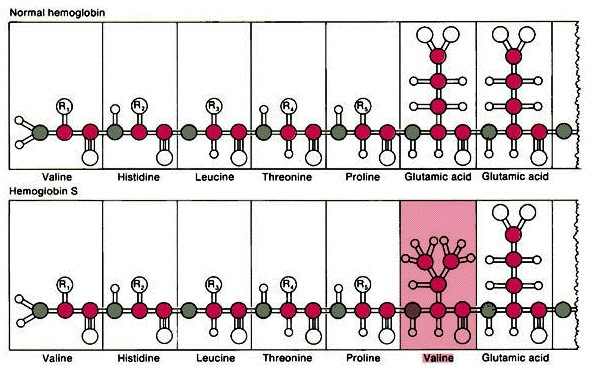 Normal hemoglobin
R1 R2 R3 R4 R5
Valine Histidine Leucine Threonine Proline Glutamic acid Glutamic acid
Hemoglobin S
R1 R2 R3 R4 R5
Valine Histidine Leucine Threonine Proline Valine Glutamic acid